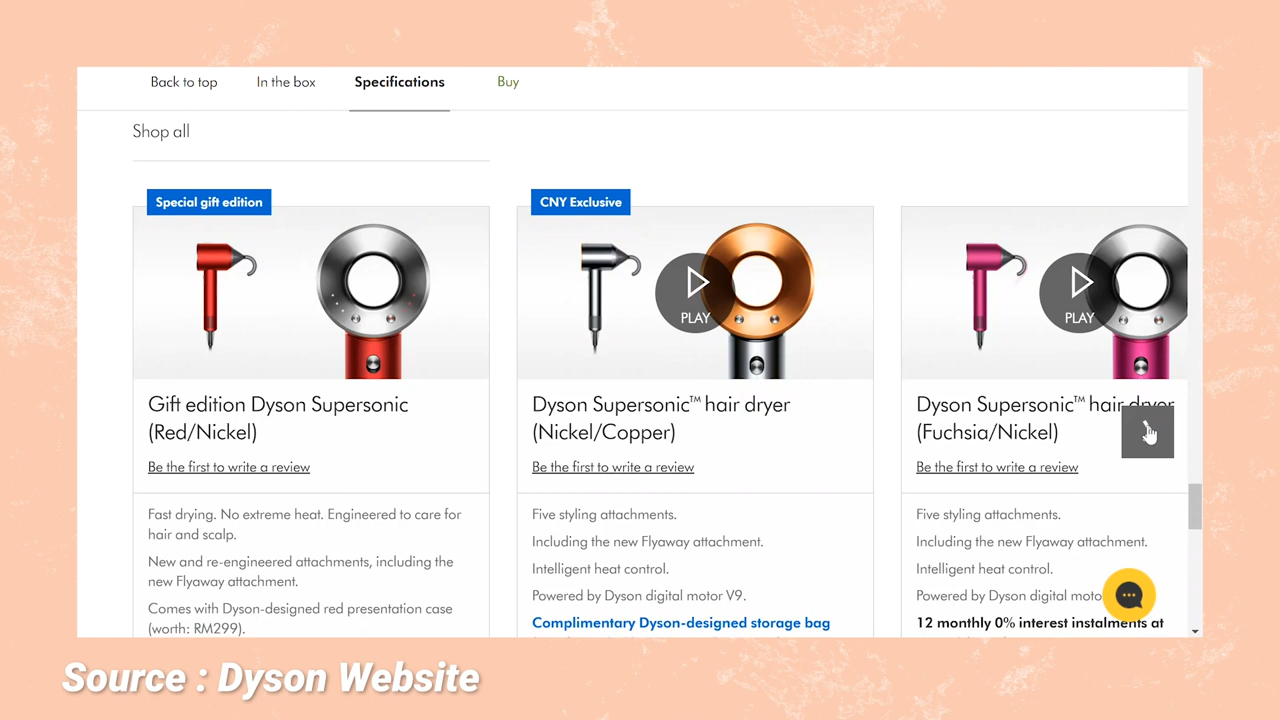 Back to top
In the box
Specifications
Buy
Shop all
Special gift edition
Gift edition Dyson Supersonic
(Red/Nickel)
Be the first to write a review
Fast drying. No extreme heat. Engineered to care for
hair and scalp.
New and re-engineered attachments, including the
new Flyaway attachment.
Comes with Dyson-designed red presentation case
(worth: RM299).
CNY Exclusive
PLAY
Dyson Supersonic™ hair dryer
(Nickel/Copper)
Be the first to write a review
Five styling attachments.
Including the new Flyaway attachment.
Intelligent heat control.
Powered by Dyson digital motor V9.
Complimentary Dyson-designed storage bag
PLAY
Dyson Supersonic™ hair dryer
(Fuchsia/Nickel)
Be the first to write a review
Five styling attachments.
Including the new Flyaway attachment.
Intelligent heat control.
Powered by Dyson digital
12 monthly 0% interest instalments at
Source : Dyson Website